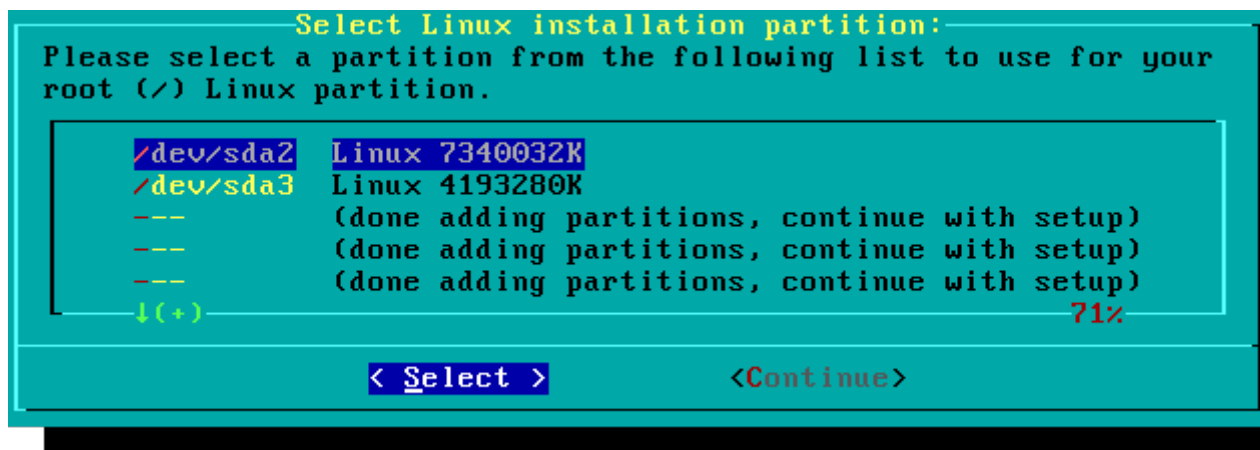 Select Linux installation partition:
Please select a partition from the following list to use for your
root (/) Linux partition.
/dev/sda2 Linux 7340032K
/dev/sda3 Linux 4193280K
--- (done adding partitions, continue with setup)
--- (done adding partitions, continue with setup)
--- (done adding partitions, continue with setup)
↓(+) 71%
< Select > <Continue>